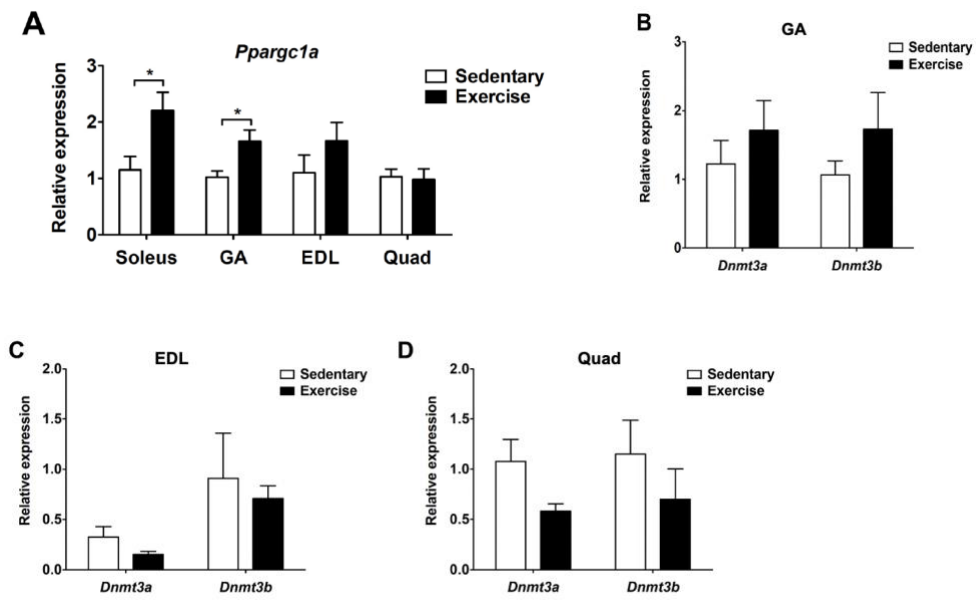 A
Ppargc1a
Relative expression
3
2
1
0
*
*
Soleus GA EDL Quad
Sedentary
Exercise
B
GA
Relative expression
3
2
1
0
Dnmt3a Dnmt3b
Sedentary
Exercise
C
EDL
Relative expression
2.0
1.5
1.0
0.5
0.0
Dnmt3a Dnmt3b
Sedentary
Exercise
D
Quad
Relative expression
2.0
1.5
1.0
0.5
0.0
Dnmt3a Dnmt3b
Sedentary
Exercise